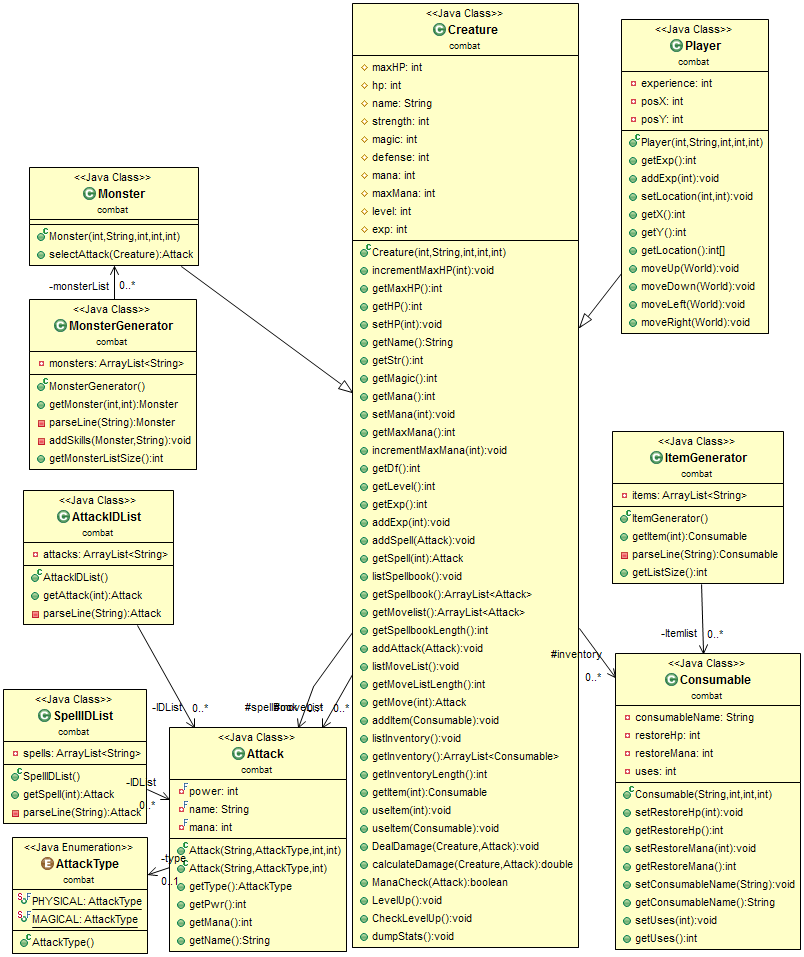 <<Java Class>>
Creature
combat
maxHP: int
hp: int
name: String
strength: int
magic: int
defense: int
mana: int
maxMana: int
level: int
exp: int
Creature(int,String,int,int,int)
incrementMaxHP(int):void
getMaxHP():int
getHP():int
setHP(int):void
getName():String
getStr():int
getMagic():int
getMana():int
setMana(int):void
getMaxMana():int
incrementMaxMana(int):void
getDf():int
getLevel():int
getExp():int
addExp(int):void
addSpell(Attack):void
getSpell(int):Attack
listSpellbook():void
getSpellbook():ArrayList<Attack>
getMovelist():ArrayList<Attack>
getSpellbookLength():int
addAttack(Attack):void
listMoveList():void
getMoveListLength():int
getMove(int):Attack
addItem(Consumable):void
listInventory():void
getInventory():ArrayList<Consumable>
getInventoryLength():int
getItem(int):Consumable
useItem(int):void
useItem(Consumable):void
DealDamage(Creature,Attack):void
calculateDamage(Creature,Attack):double
ManaCheck(Attack):boolean
LevelUp():void
CheckLevelUp():void
dumpStats():void
<<Java Class>>
Player
combat
experience: int
posX: int
posY: int
Player(int,String,int,int,int)
getExp():int
addExp(int):void
setLocation(int,int):void
getX():int
getY():int
getLocation():int[]
moveUp(World):void
moveDown(World):void
moveLeft(World):void
moveRight(World):void
<<Java Class>>
Monster
combat
Monster(int,String,int,int,int)
selectAttack(Creature):Attack
-monsterList 0..*
<<Java Class>>
MonsterGenerator
combat
monsters: ArrayList<String>
MonsterGenerator()
getMonster(int,int):Monster
parseLine(String):Monster
addSkills(Monster,String):void
getMonsterListSize():int
<<Java Class>>
AttackIDList
combat
attacks: ArrayList<String>
AttackIDList()
getAttack(int):Attack
parseLine(String):Attack
-IDList 0..*
<<Java Class>>
SpellIDList
combat
spells: ArrayList<String>
SpellIDList()
getSpell(int):Attack
parseLine(String):Attack
-IDList
0..*
<<Java Enumeration>>
AttackType
combat
PHYSICAL: AttackType
MAGICAL: AttackType
AttackType()
-type
0..1
0..*
0..*
<<Java Class>>
Attack
combat
power: int
name: String
mana: int
Attack(String,AttackType,int,int)
Attack(String,AttackType,int)
getType():AttackType
getPwr():int
getMana():int
getName():String
<<Java Class>>
ItemGenerator
combat
items: ArrayList<String>
ItemGenerator()
getItem(int):Consumable
parseLine(String):Consumable
getListSize():int
-Itemlist 0..*
#inventory
0..*
<<Java Class>>
Consumable
combat
consumableName: String
restoreHp: int
restoreMana: int
uses: int
Consumable(String,int,int,int)
setRestoreHp(int):void
getRestoreHp():int
setRestoreMana(int):void
getRestoreMana():int
setConsumableName(String):void
getConsumableName():String
setUses(int):void
getUses():int